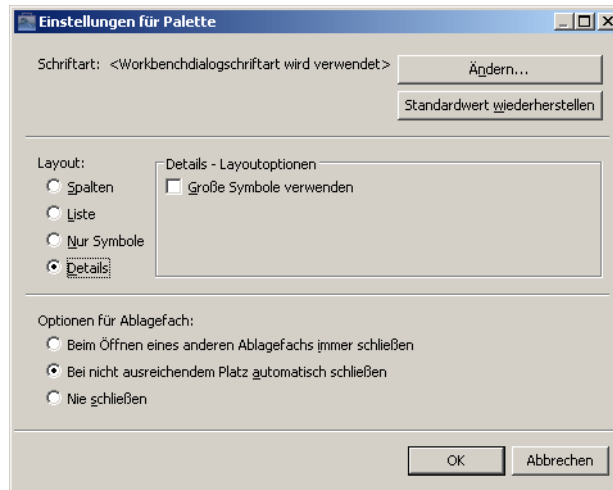 Einstellungen für Palette
Schriftart: <Workbenchdialogschriftart wird verwendet>
Ändern...
Standardwert wiederherstellen
Layout:
Details - Layoutoptionen
Spalten
Große Symbole verwenden
Liste
Nur Symbole
Details
Optionen für Ablagefach:
Beim Öffnen eines anderen Ablagefachs immer schließen
Bei nicht ausreichendem Platz automatisch schließen
Nie schließen
OK
Abbrechen